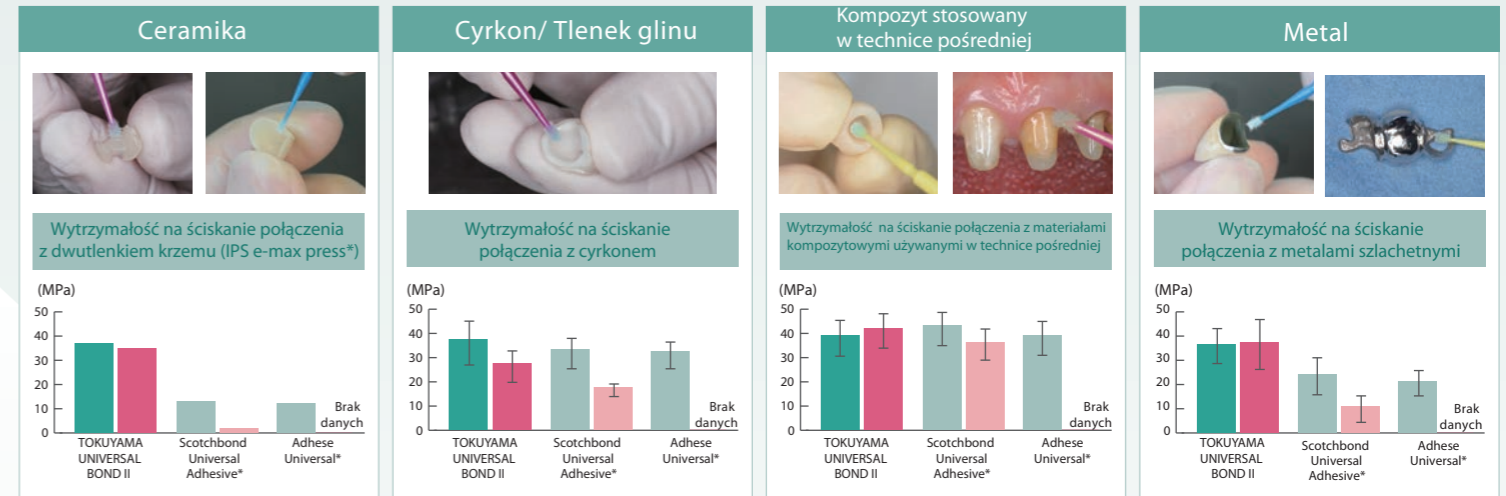 Ceramika
Wytrzymałość na ściskanie połączenia
z dwutlenkiem krzemu (IPS e-max press*)
(MPa)
50
40
30
20
10
0
Brak
danych
TOKUYAMA
UNIVERSAL
BOND II
Scotchbond
Universal
Adhesive*
Adhese
Universal*
Cyrkon/ Tlenek glinu
Wytrzymałość na ściskanie
połączenia z cyrkonem
(MPa)
50
40
30
20
10
0
Brak
danych
TOKUYAMA
UNIVERSAL
BOND II
Scotchbond
Universal
Adhesive*
Adhese
Universal*
Kompozyt stosowany
w technice pośredniej
Wytrzymałość na ściskanie połączenia z materiałami
kompozytowymi używanymi w technice pośredniej
(MPa)
50
40
30
20
10
0
Brak
danych
TOKUYAMA
UNIVERSAL
BOND II
Scotchbond
Universal
Adhesive*
Adhese
Universal*
Metal
Wytrzymałość na ściskanie
połączenia z metalami szlachetnymi
(MPa)
50
40
30
20
10
0
Brak
danych
TOKUYAMA
UNIVERSAL
BOND II
Scotchbond
Universal
Adhesive*
Adhese
Universal*